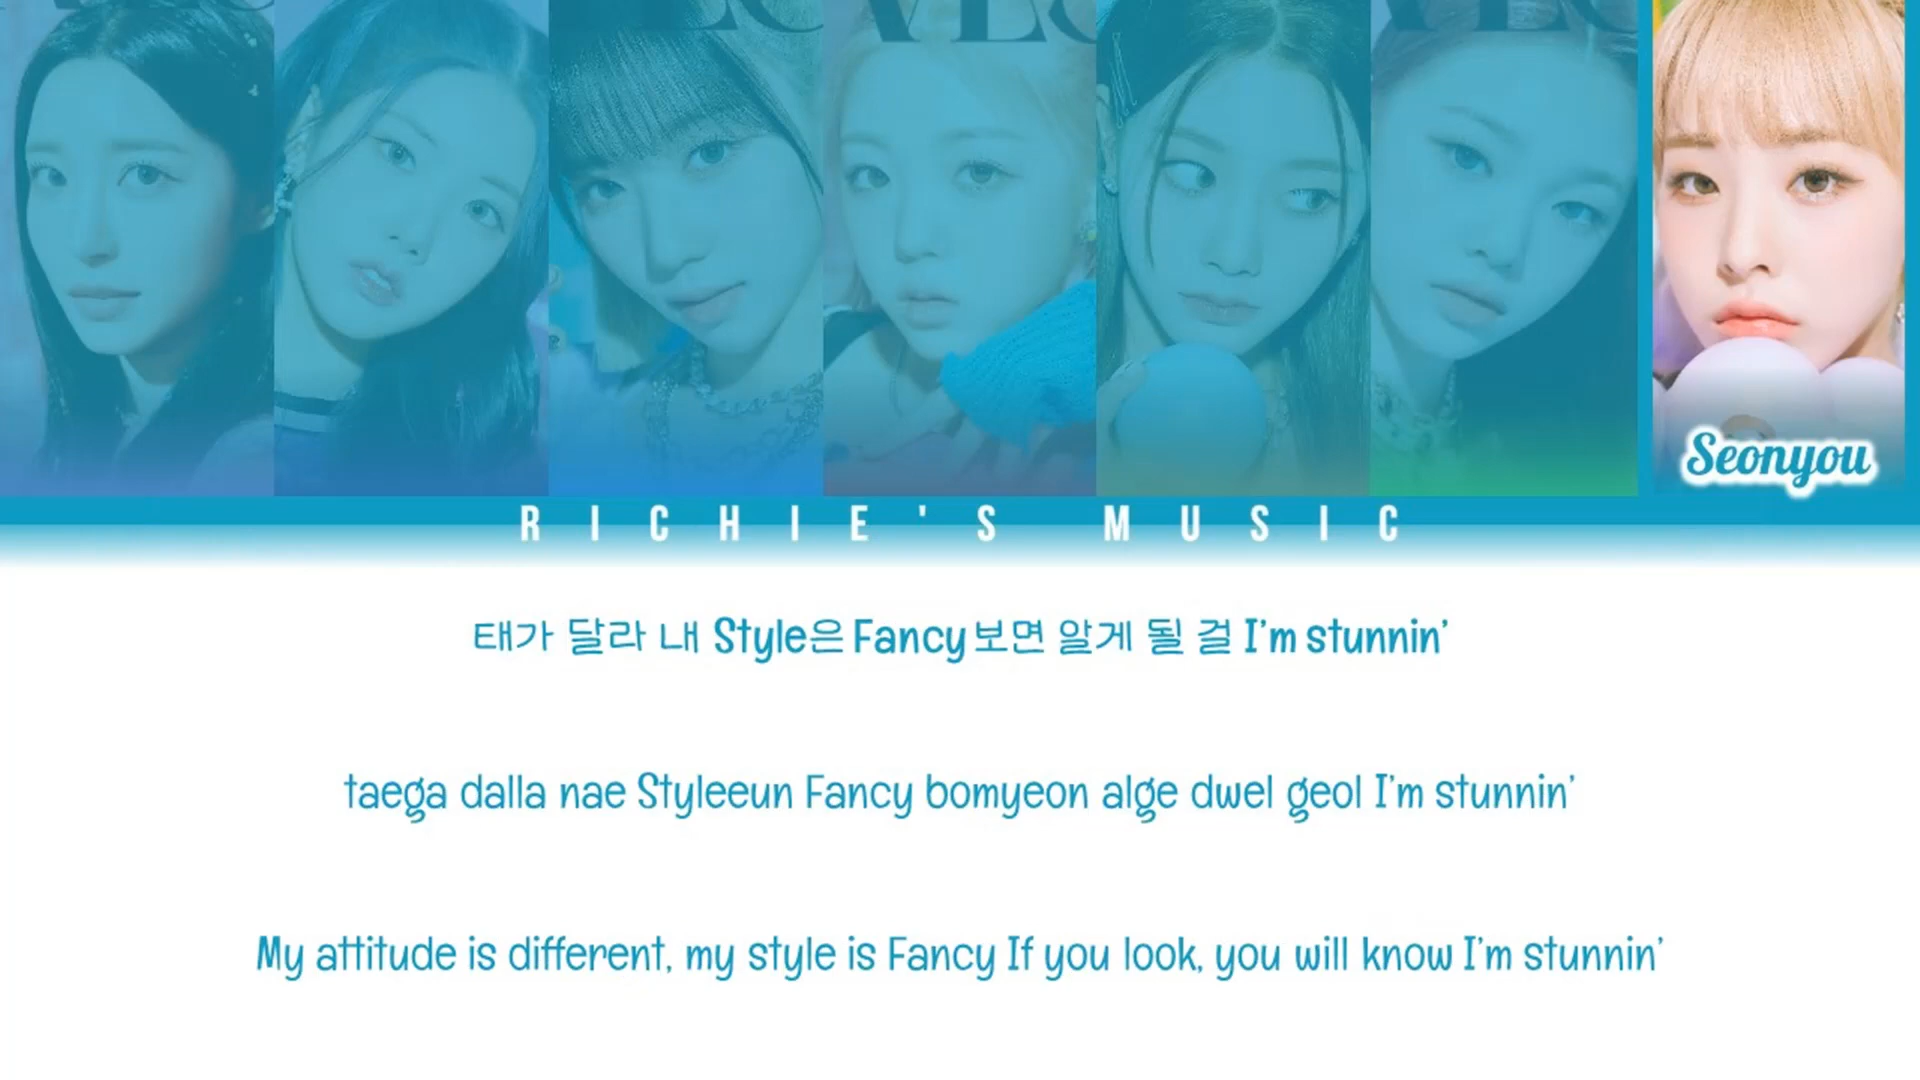 Seonyou
RICHIE'S MUSIC
태가 달라 내 Style은 Fancy 보면 알게 될 걸 I'm stunnin'
taega dalla nae Styleeun Fancy bomyeon alge dwel geol I'm stunnin'
My attitude is different, my style is Fancy If you look, you will know I'm stunnin'